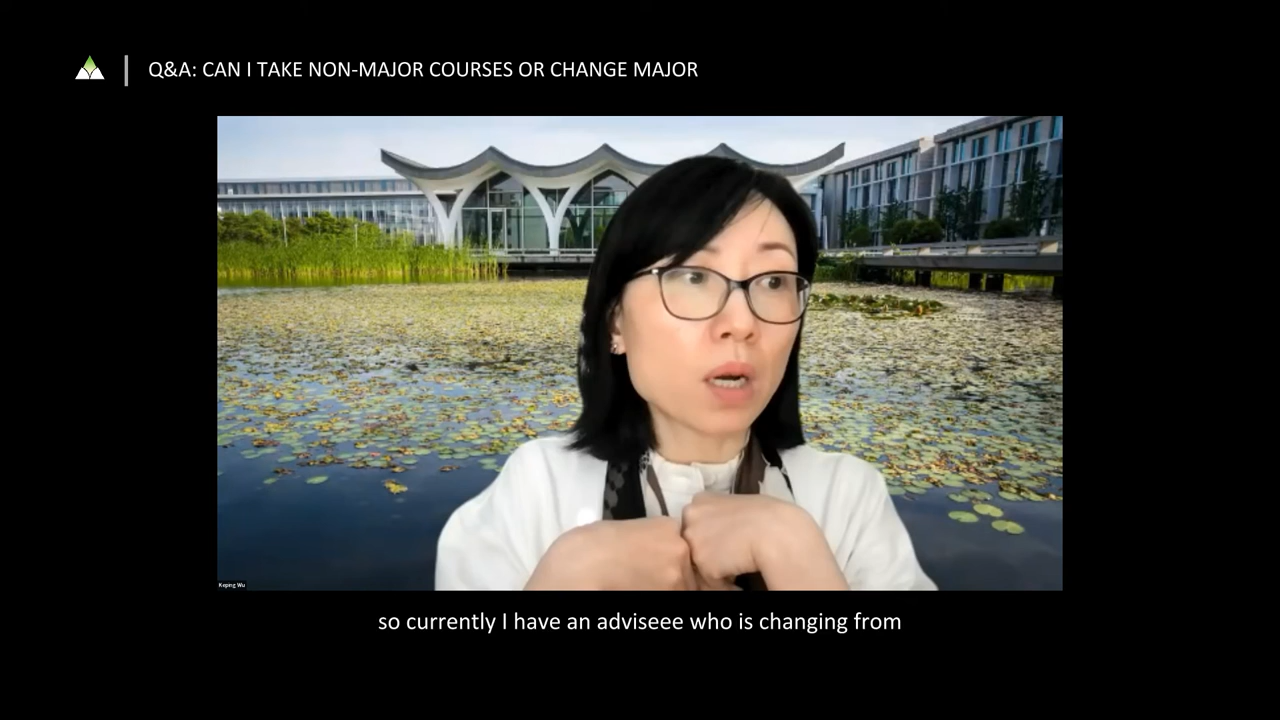 Q&A: CAN I TAKE NON-MAJOR COURSES OR CHANGE MAJOR
Keping Wu
so currently I have an adviseee who is changing from